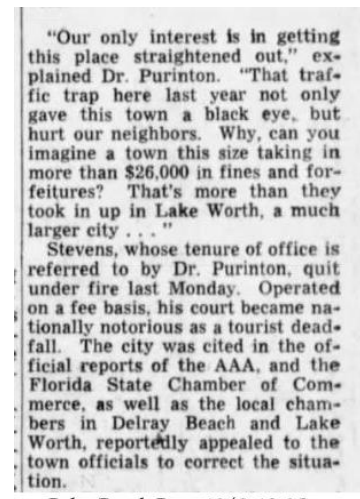 "Our only interest is in getting
this place straightened out," ex-
plained Dr. Purinton. "That traf-
fic trap here last year not only
gave this town a black eye, but
hurt our neighbors. Why, can you
imagine a town this size taking in
more than $26,000 in fines and for-
feitures? That's more than they
took in up in Lake Worth, a much
larger city . . . "
Stevens, whose tenure of office is
referred to by Dr. Purinton, quit
under fire last Monday. Operated
on a fee basis, his court became na-
tionally notorious as a tourist dead-
fall. The city was cited in the of-
ficial reports of the AAA, and the
Florida State Chamber of Com-
merce, as well as the local cham-
bers in Delray Beach and Lake
Worth, reportedly appealed to the
town officials to correct the situa-
tion.